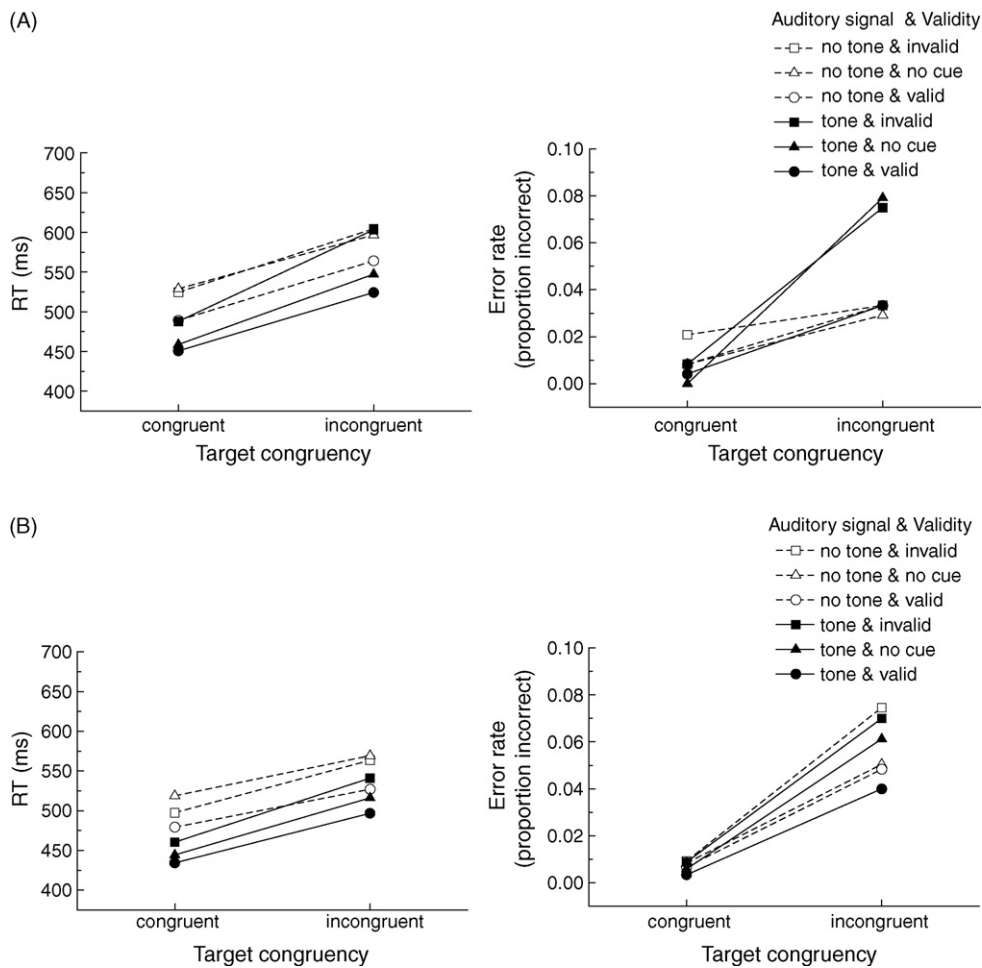 (A)
Auditory signal & Validity
no tone & invalid
no tone & no cue
no tone & valid
tone & invalid
tone & no cue
tone & valid
700
650
600
550
500
450
400
RT (ms)
congruent
incongruent
Target congruency
0.10
0.08
0.06
0.04
0.02
0.00
Error rate
(proportion incorrect)
congruent
incongruent
Target congruency
(B)
Auditory signal & Validity
no tone & invalid
no tone & no cue
no tone & valid
tone & invalid
tone & no cue
tone & valid
700
650
600
550
500
450
400
RT (ms)
congruent
incongruent
Target congruency
0.10
0.08
0.06
0.04
0.02
0.00
Error rate
(proportion incorrect)
congruent
incongruent
Target congruency